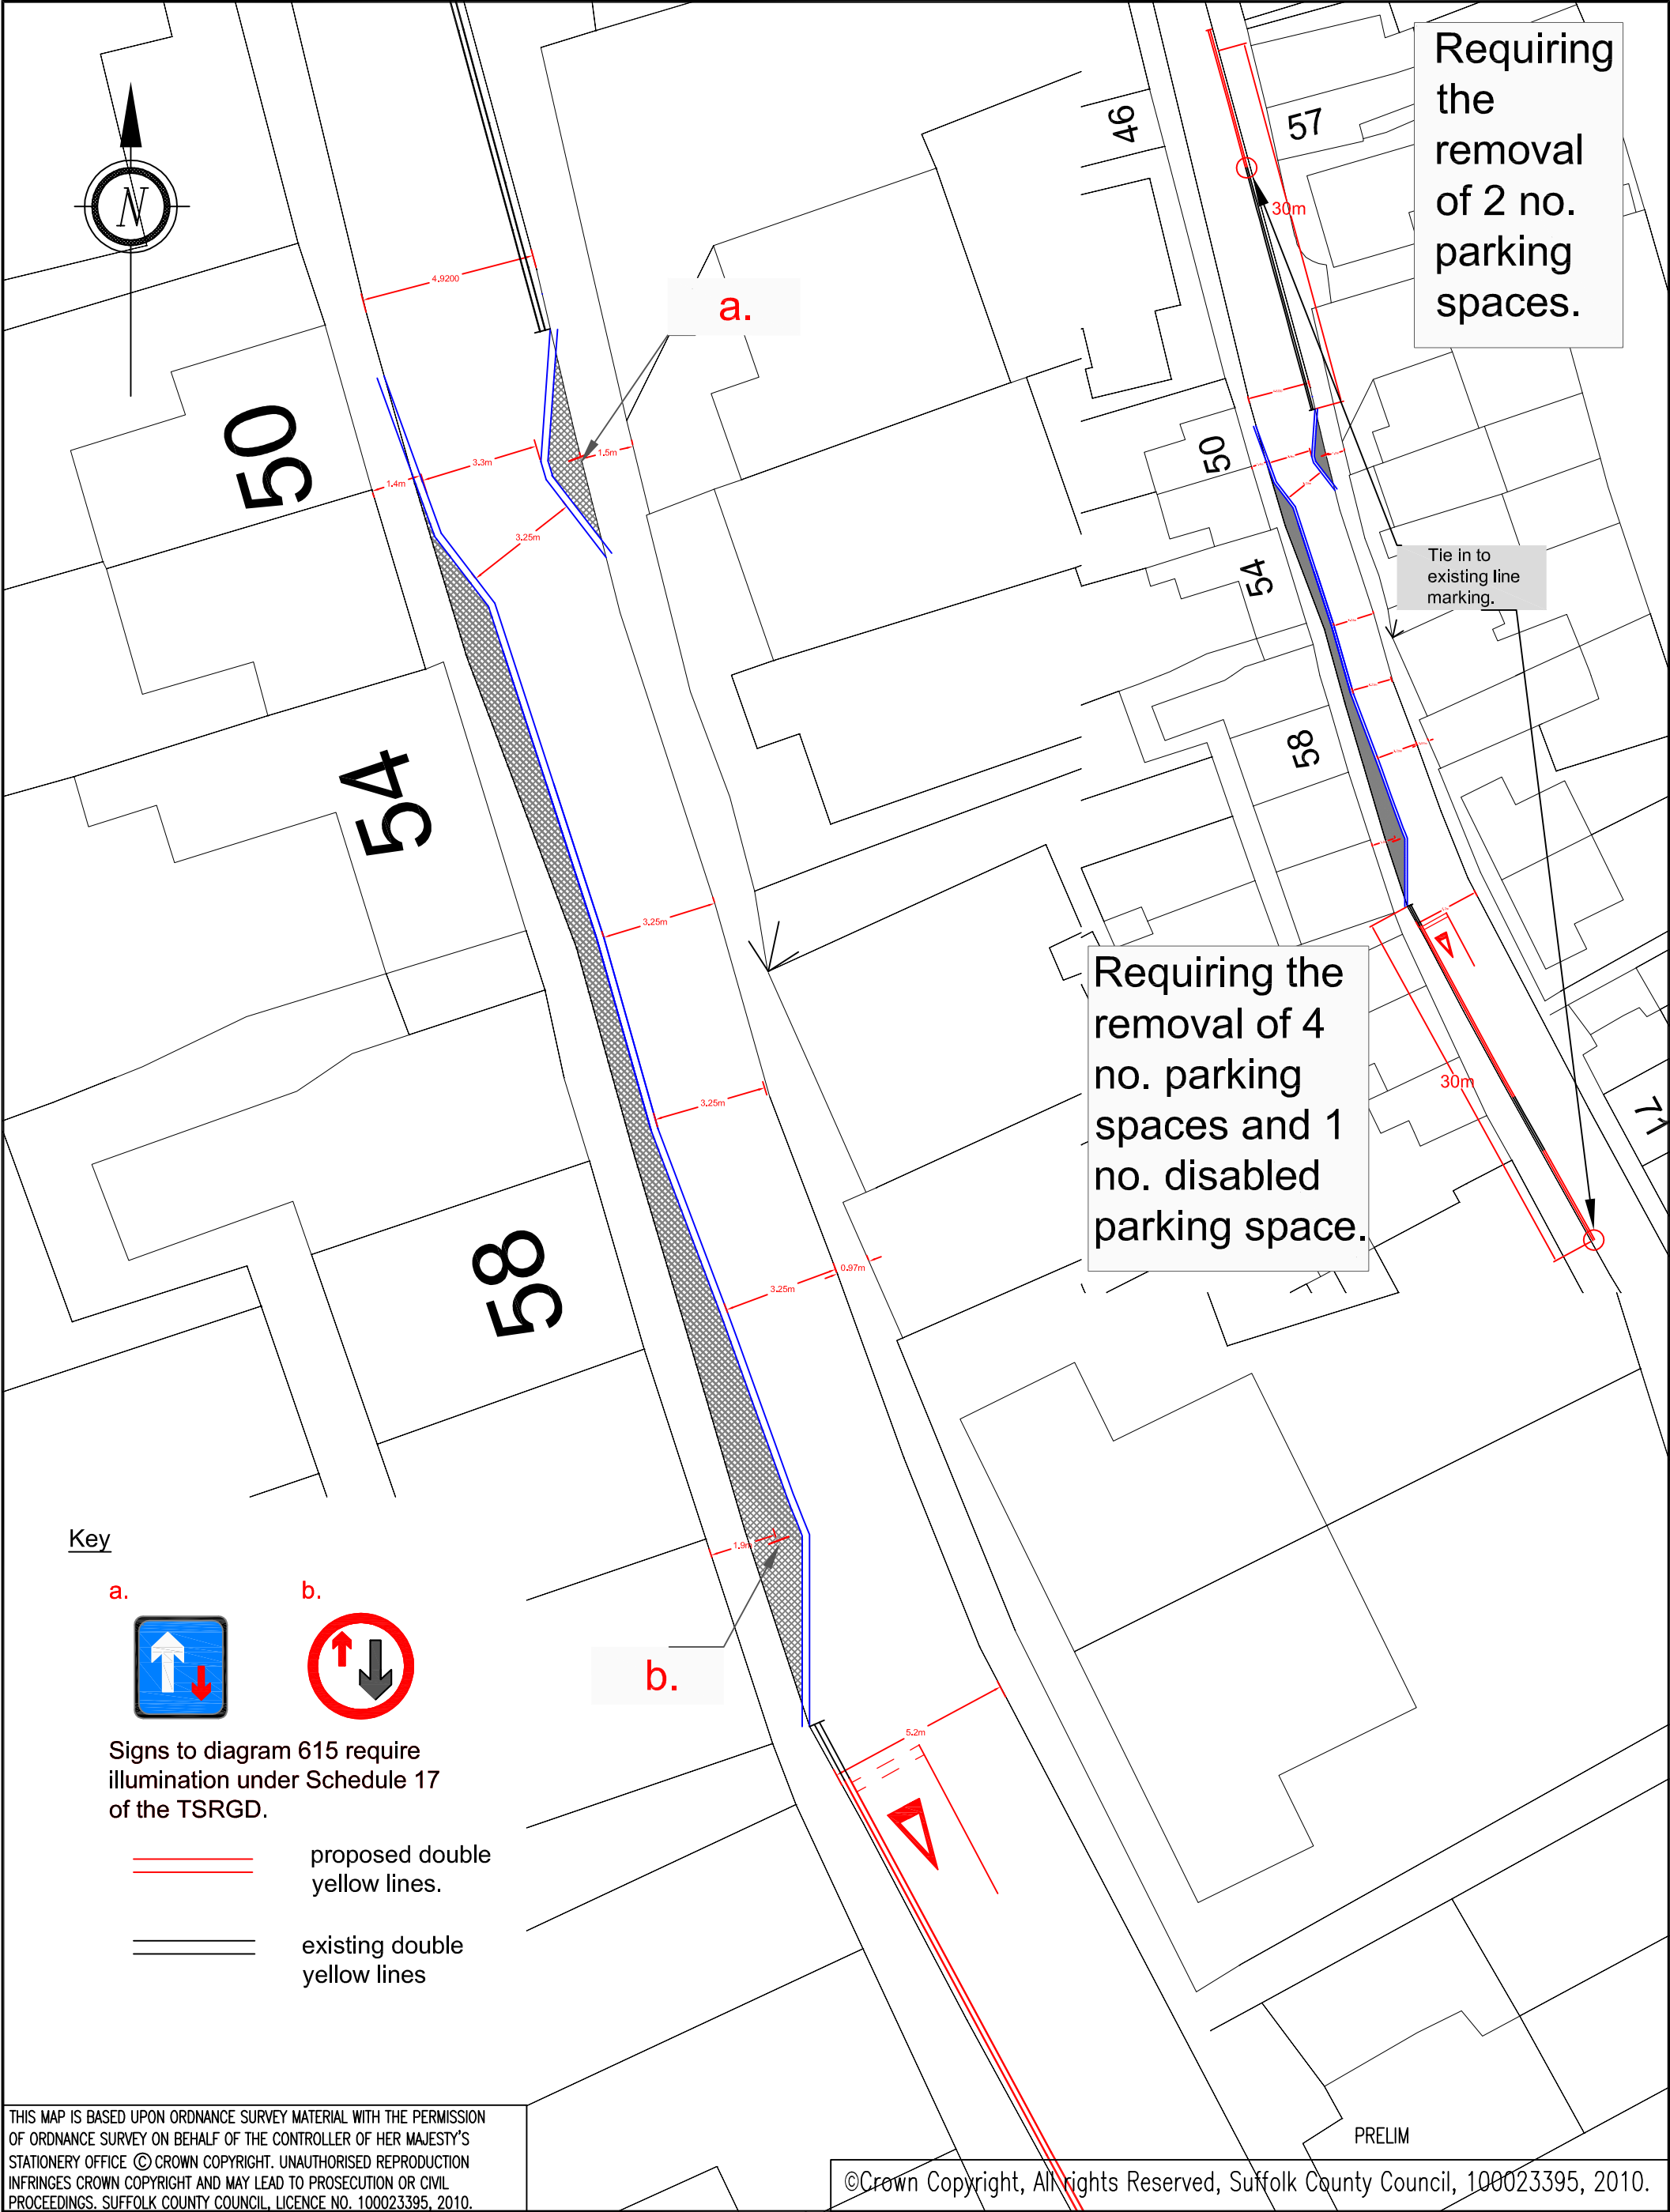 Requiring
the
removal
of 2 no.
parking
spaces.
46
57
30m
N
4.9200
a.
50
3.3m
1.5m
1.4m
3.25m
50
54
Tie in to
existing line
marking.
54
58
3.25m
Requiring the
removal of 4
no. parking
spaces and 1
no. disabled
parking space.
30m
71
3.25m
58
0.97m
3.25m
1.9m
b.
5.2m
Key
a.
b.
Signs to diagram 615 require
illumination under Schedule 17
of the TSRGD.
proposed double
yellow lines.
existing double
yellow lines
THIS MAP IS BASED UPON ORDNANCE SURVEY MATERIAL WITH THE PERMISSION
OF ORDNANCE SURVEY ON BEHALF OF THE CONTROLLER OF HER MAJESTY'S
STATIONERY OFFICE © CROWN COPYRIGHT. UNAUTHORISED REPRODUCTION
INFRINGES CROWN COPYRIGHT AND MAY LEAD TO PROSECUTION OR CIVIL
PROCEEDINGS. SUFFOLK COUNTY COUNCIL, LICENCE NO. 100023395, 2010.
PRELIM
©Crown Copyright, All rights Reserved, Suffolk County Council, 100023395, 2010.